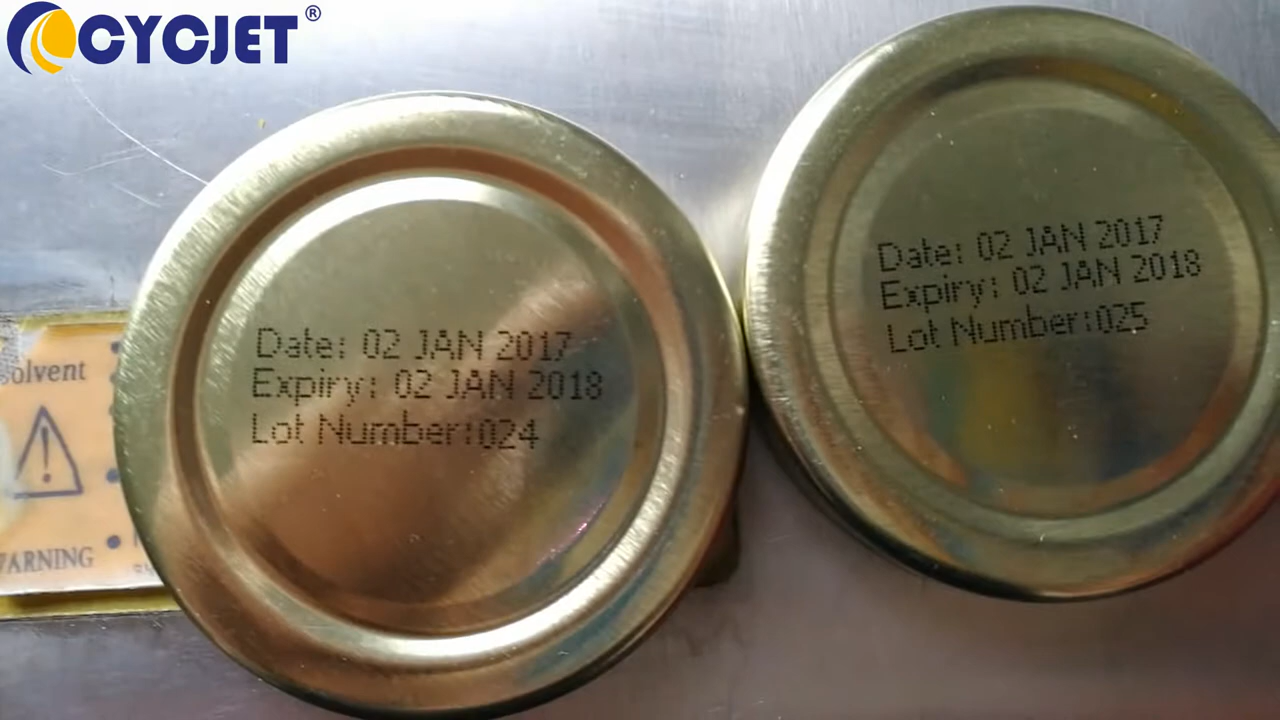 CYCJET®
Date: 02 JAN 2017
Expiry: 02 JAN 2018
Lot Number:024
Date: 02 JAN 2017
Expiry: 02 JAN 2018
Lot Number:025
solvent
WARNING